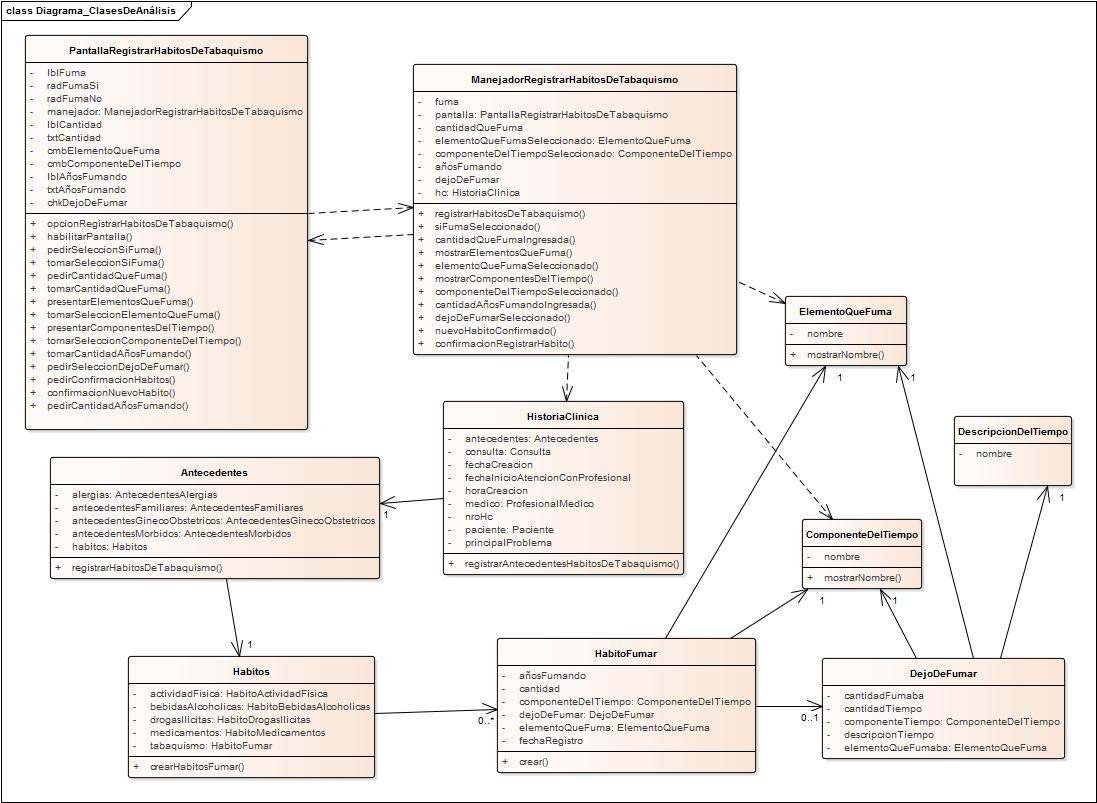 class Diagrama_ClasesDeAnálisis
PantallaRegistrarHabitosDeTabaquismo
- lblFuma
- radFumaSi
- radFumaNo
- manejador: ManejadorRegistrarHabitosDeTabaquismo
- lblCantidad
- txtCantidad
- cmbElementoQueFuma
- cmbComponenteDelTiempo
- lblAñosFumando
- txtAñosFumando
- chkDejoDeFumar
+ opcionRegistrarHabitosDeTabaquismo()
+ habilitarPantalla()
+ pedirSeleccionSiFuma()
+ tomarSeleccionSiFuma()
+ pedirCantidadQueFuma()
+ tomarCantidadQueFuma()
+ presentarElementosQueFuma()
+ tomarSeleccionElementoQueFuma()
+ presentarComponentesDelTiempo()
+ tomarSeleccionComponenteDelTiempo()
+ tomarCantidadAñosFumando()
+ pedirSeleccionDejoDeFumar()
+ pedirConfirmacionHabitos()
+ confirmacionNuevoHabito()
+ pedirCantidadAñosFumando()
ManejadorRegistrarHabitosDeTabaquismo
- fuma
- pantalla: PantallaRegistrarHabitosDeTabaquismo
- cantidadQueFuma
- elementoQueFumaSeleccionado: ElementoQueFuma
- componenteDelTiempoSeleccionado: ComponenteDelTiempo
- añosFumando
- dejoDeFumar
- hc: HistoriaClinica
+ registrarHabitosDeTabaquismo()
+ siFumaSeleccionado()
+ cantidadQueFumaIngresada()
+ mostrarElementosQueFuma()
+ elementoQueFumaSeleccionado()
+ mostrarComponentesDelTiempo()
+ componenteDelTiempoSeleccionado()
+ cantidadAñosFumandoIngresada()
+ dejoDeFumarSeleccionado()
+ nuevoHabitoConfirmado()
+ confirmacionRegistrarHabito()
ElementoQueFuma
- nombre
+ mostrarNombre()
1
1
HistoriaClinica
- antecedentes: Antecedentes
- consulta: Consulta
- fechaCreacion
- fechaInicioAtencionConProfesional
- horaCreacion
- medico: ProfesionalMedico
- nroHc
- paciente: Paciente
- principalProblema
+ registrarAntecedentesHabitosDeTabaquismo()
DescripcionDelTiempo
- nombre
1
Antecedentes
- alergias: AntecedentesAlergias
- antecedentesFamiliares: AntecedentesFamiliares
- antecedentesGinecoObstetricos: AntecedentesGinecoObstetricos
- antecedentesMorbidos: AntecedentesMorbidos
- habitos: Habitos
+ registrarHabitosDeTabaquismo()
1
ComponenteDelTiempo
- nombre
+ mostrarNombre()
1
1
1
Habitos
- actividadFisica: HabitoActividadFisica
- bebidasAlcoholicas: HabitoBebidasAlcoholicas
- drogasIlicitas: HabitoDrogasIlicitas
- medicamentos: HabitoMedicamentos
- tabaquismo: HabitoFumar
+ crearHabitosFumar()
0..*
HabitoFumar
- añosFumando
- cantidad
- componenteDelTiempo: ComponenteDelTiempo
- dejoDeFumar: DejoDeFumar
- elementoQueFuma: ElementoQueFuma
- fechaRegistro
+ crear()
0..1
DejoDeFumar
- cantidadFumaba
- cantidadTiempo
- componenteTiempo: ComponenteDelTiempo
- descripcionTiempo
- elementoQueFumaba: ElementoQueFuma